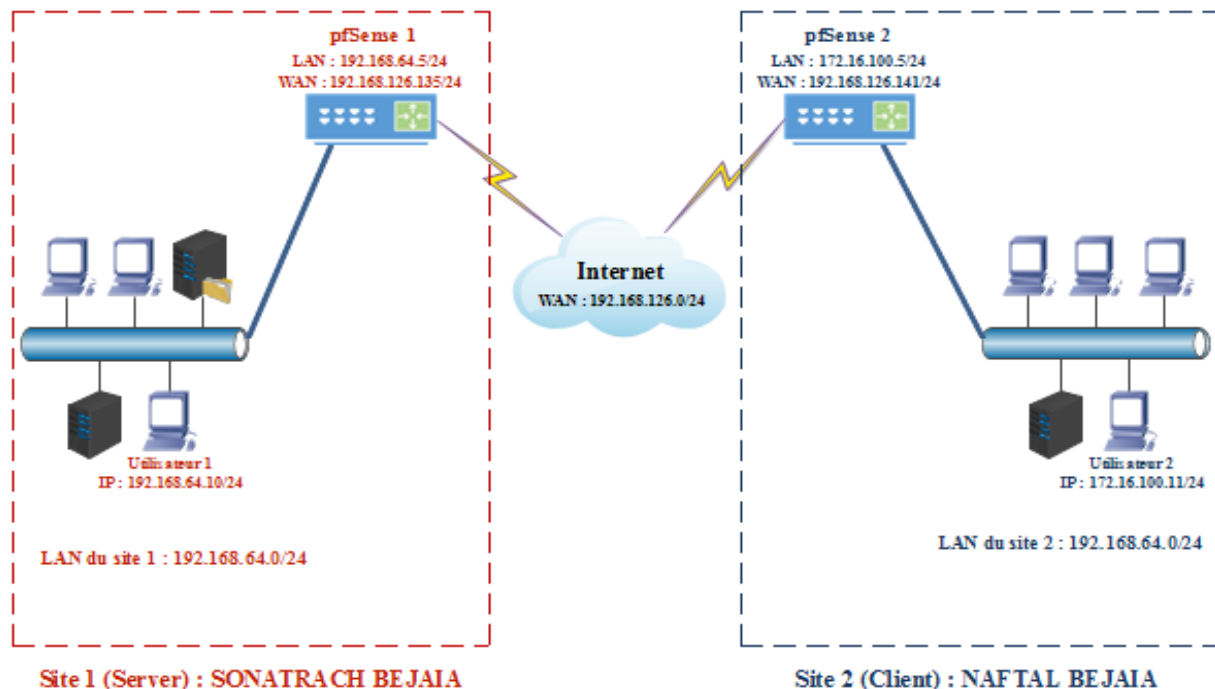 pfSense 1
LAN : 192.168.64.5/24
WAN : 192.168.126.135/24
pfSense 2
LAN : 172.16.100.5/24
WAN : 192.168.126.141/24
Internet
WAN : 192.168.126.0/24
Utilisateur 1
IP : 192.168.64.10/24
Utilisateur 2
IP : 172.16.100.11/24
LAN du site 1 : 192.168.64.0/24
LAN du site 2 : 192.168.64.0/24
Site 1 (Server) : SONATRACH BEJAIA
Site 2 (Client) : NAFTAL BEJAIA